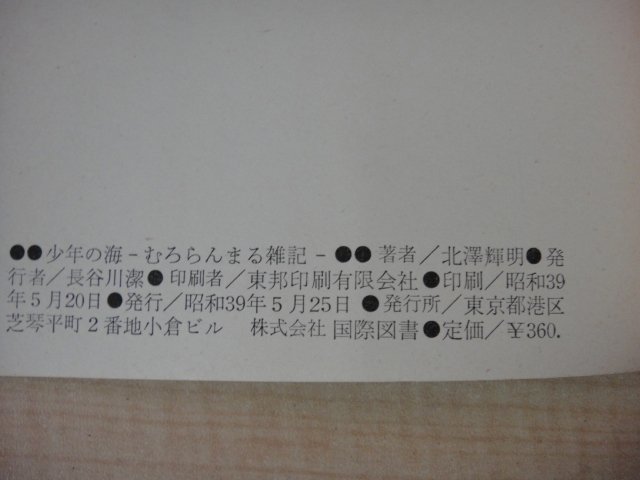 ●●少年の海-むろらんまる雑記-●●著者/北澤輝明●発
行者/長谷川潔●印刷者/東邦印刷有限会社●印刷/昭和39
年5月20日●発行/昭和39年5月25日●発行所/東京都港区
芝琴平町2番地小倉ビル 株式会社 国際図書●定価/¥360.